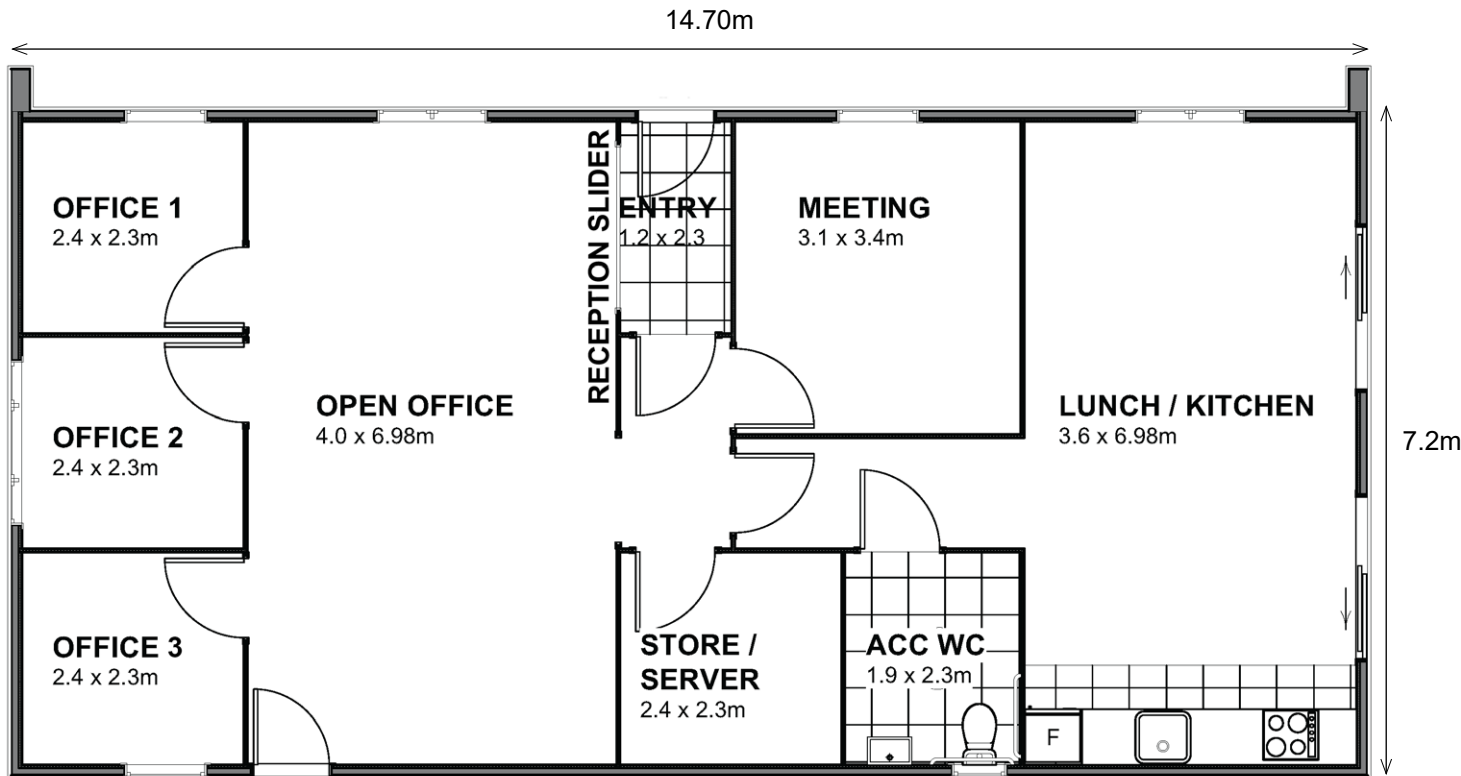 14.70m
OFFICE 1
2.4 x 2.3m
RECEPTION SLIDER
ENTRY
1.2 x 2.3
MEETING
3.1 x 3.4m
OPEN OFFICE
4.0 x 6.98m
LUNCH / KITCHEN
3.6 x 6.98m
7.2m
OFFICE 2
2.4 x 2.3m
OFFICE 3
2.4 x 2.3m
STORE /
SERVER
2.4 x 2.3m
ACC WC
1.9 x 2.3m
F